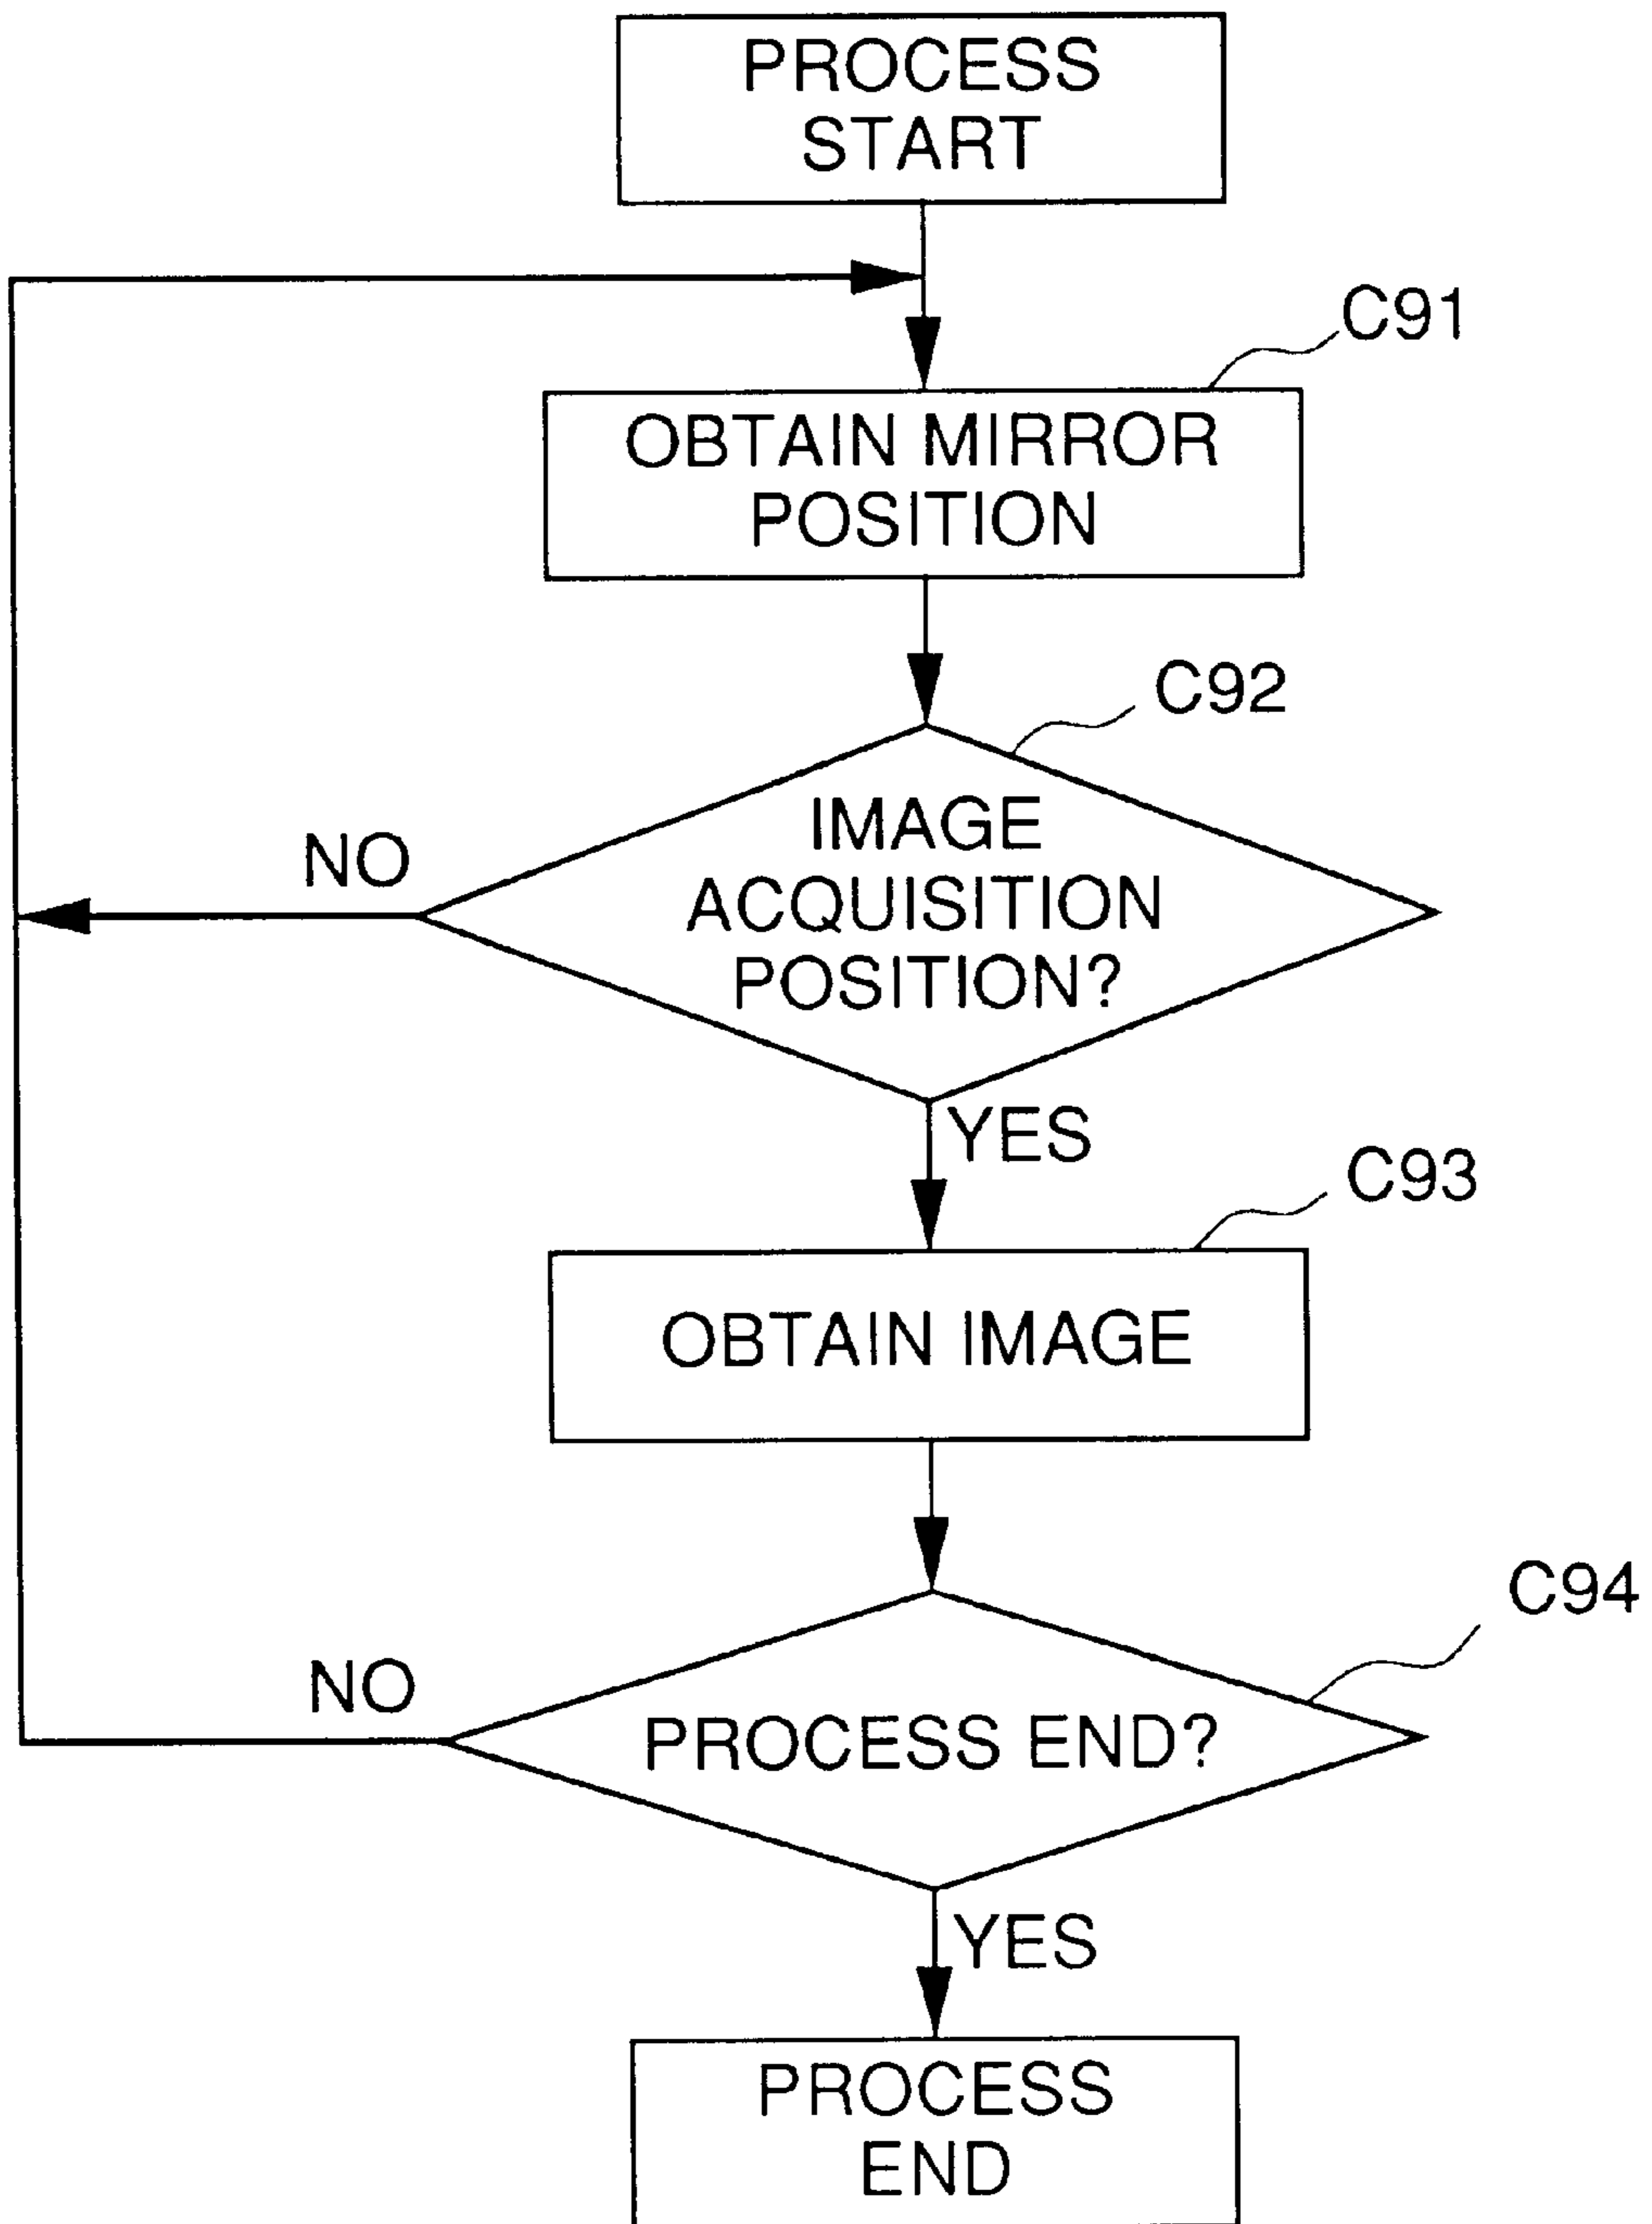 PROCESS
START
C91
OBTAIN MIRROR
POSITION
C92
IMAGE
ACQUISITION
POSITION?
NO
YES
C93
OBTAIN IMAGE
C94
NO
PROCESS END?
YES
PROCESS
END